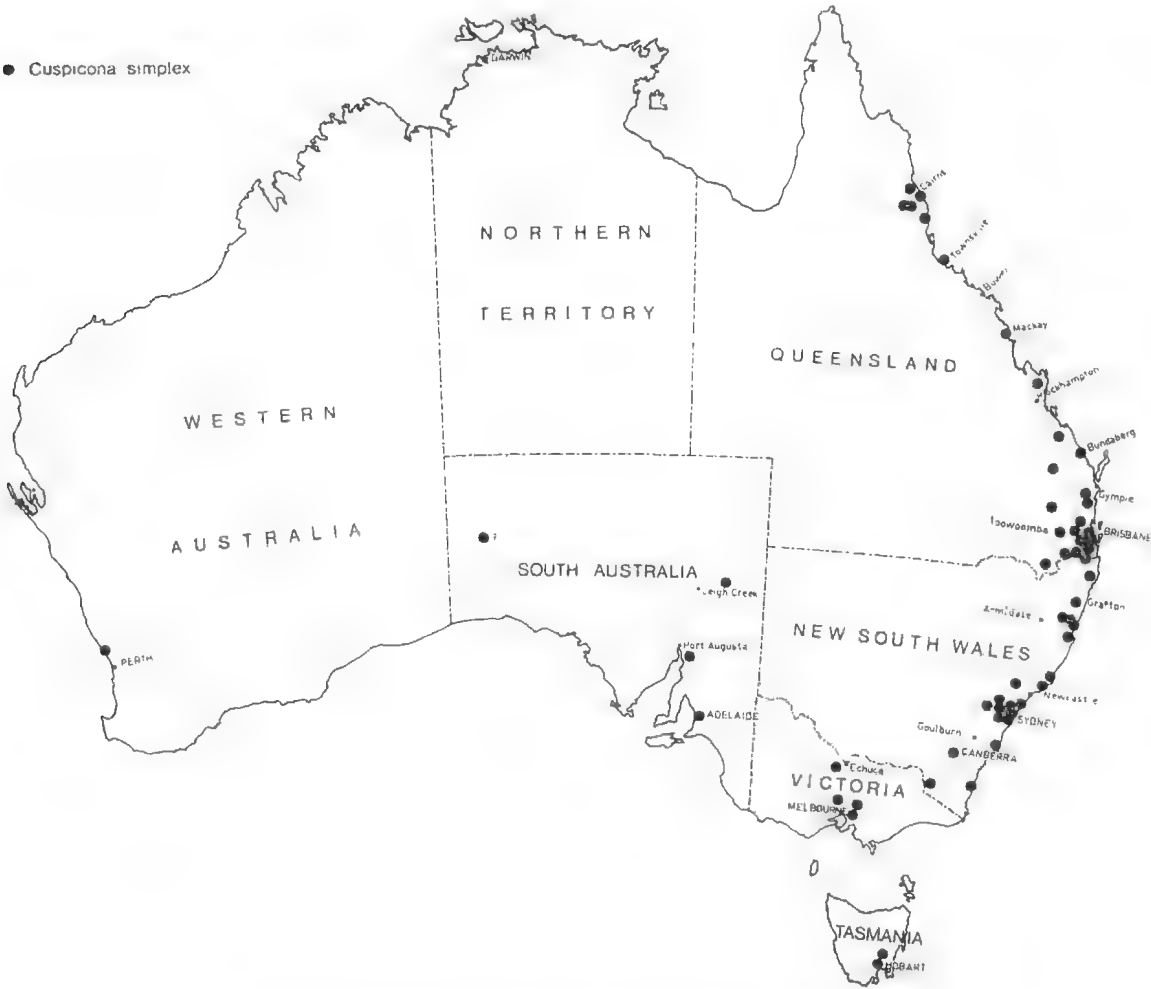 Cuspicona simplex
DARWIN
Cairns
NORTHERN
Townsville
TERRITORY
Bowen
Mackay
QUEENSLAND
Rockhampton
WESTERN
Bundaberg
Gympie
Toowoomba
BRISBANE
AUSTRALIA
?
SOUTH AUSTRALIA
Leigh Creek
Grafton
Armidale
NEW SOUTH WALES
Port Augusta
PERTH
Newcastle
ADELAIDE
SYDNEY
Goulburn
CANBERRA
Echuca
VICTORIA
MELBOURNE
TASMANIA
HOBART